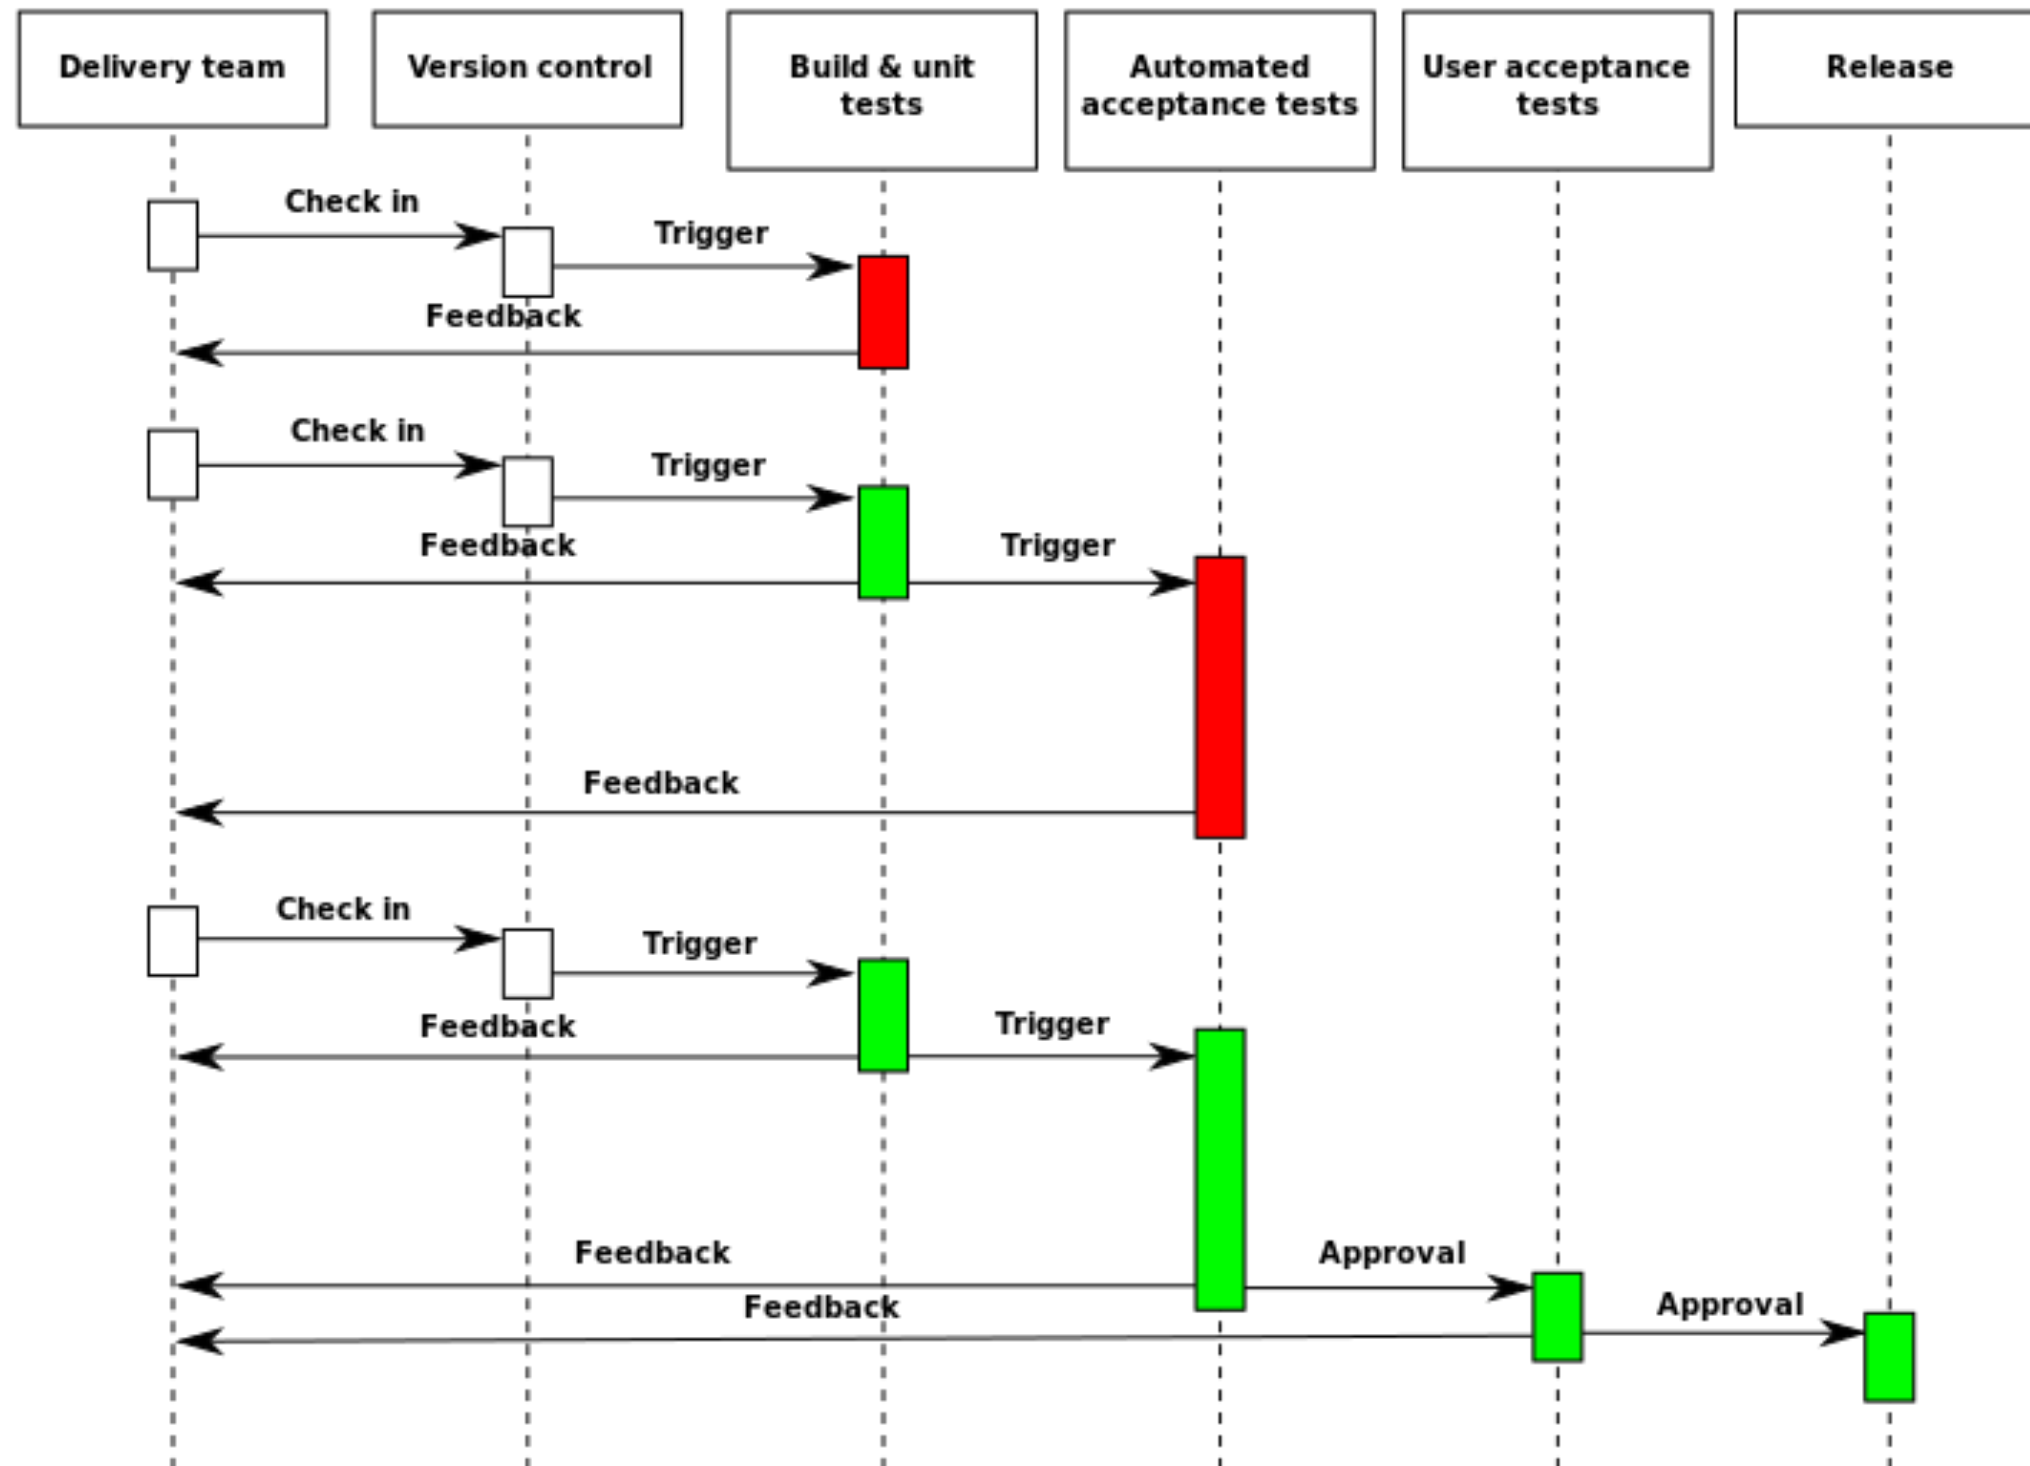 Delivery team
Version control
Build & unit
tests
Automated
acceptance tests
User acceptance
tests
Release
Check in
Trigger
Feedback
Check in
Trigger
Feedback
Trigger
Feedback
Check in
Trigger
Feedback
Trigger
Feedback
Approval
Feedback
Approval